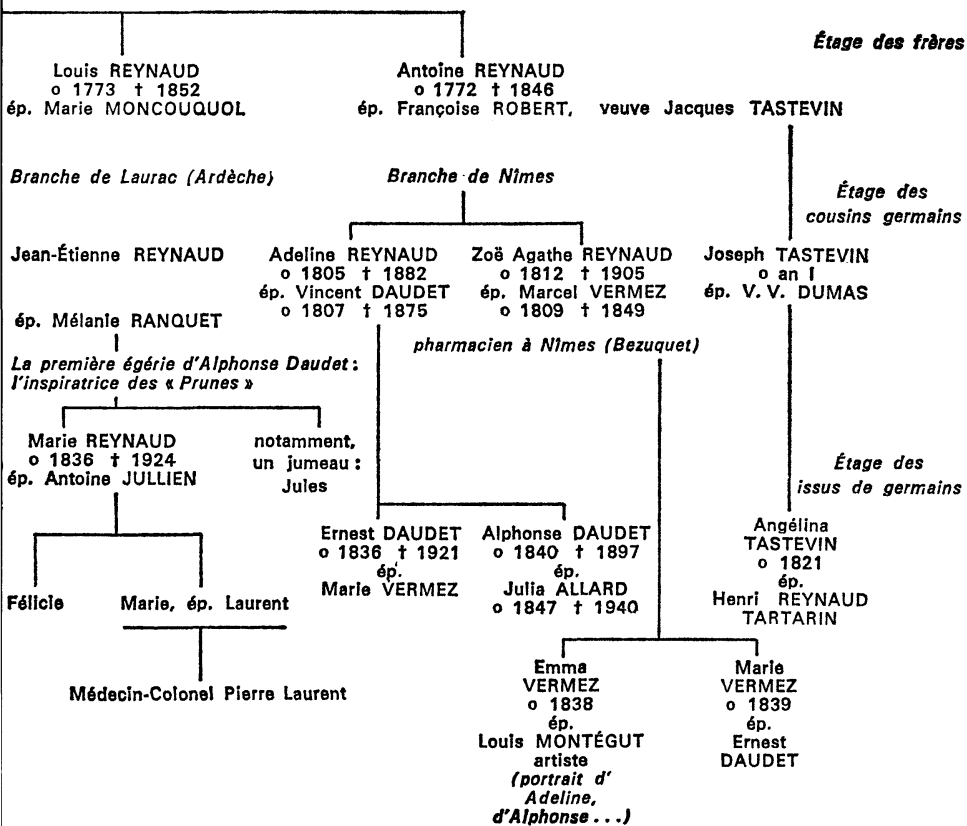 Étage des frères
Louis REYNAUD
o 1773 † 1852
ép. Marie MONCOUQUOL
Antoine REYNAUD
o 1772 † 1846
ép. Françoise ROBERT, veuve Jacques TASTEVIN
Branche de Laurac (Ardèche)
Branche de Nîmes
Étage des
cousins germains
Jean-Étienne REYNAUD
ép. Mélanie RANQUET
Adeline REYNAUD
o 1805 † 1882
ép. Vincent DAUDET
o 1807 † 1875
Zoë Agathe REYNAUD
o 1812 † 1905
ép. Marcel VERMEZ
o 1809 † 1849
pharmacien à Nîmes (Bezuquet)
Joseph TASTEVIN
o an I
ép. V. V. DUMAS
La première égérie d'Alphonse Daudet :
l'inspiratrice des « Prunes »
Marie REYNAUD
o 1836 † 1924
ép. Antoine JULLIEN
notamment,
un jumeau :
Jules
Étage des
issus de germains
Ernest DAUDET
o 1836 † 1921
ép.
Marie VERMEZ
Alphonse DAUDET
o 1840 † 1897
ép.
Julia ALLARD
o 1847 † 1940
Angélina
TASTEVIN
o 1821
ép.
Henri REYNAUD
TARTARIN
Félicie
Marie, ép. Laurent
Médecin-Colonel Pierre Laurent
Emma
VERMEZ
o 1838
ép.
Louis MONTÉGUT
artiste
(portrait d'
Adeline,
d'Alphonse...)
Marie
VERMEZ
o 1839
ép.
Ernest
DAUDET